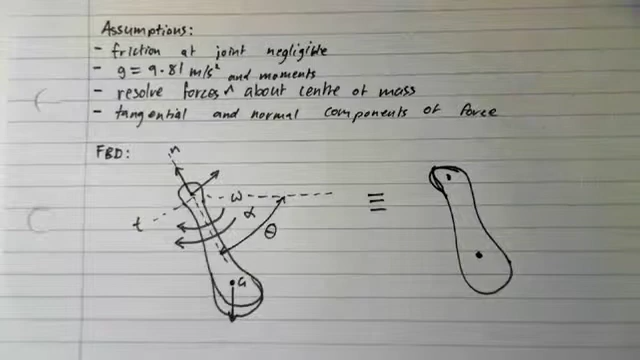 Assumptions:
- friction at joint negligible
- g = 9.81 m/s² and moments
- resolve forces ^ about centre of mass
- tangential and normal components of force
FBD:
n
ω
α
t
θ
G
≡